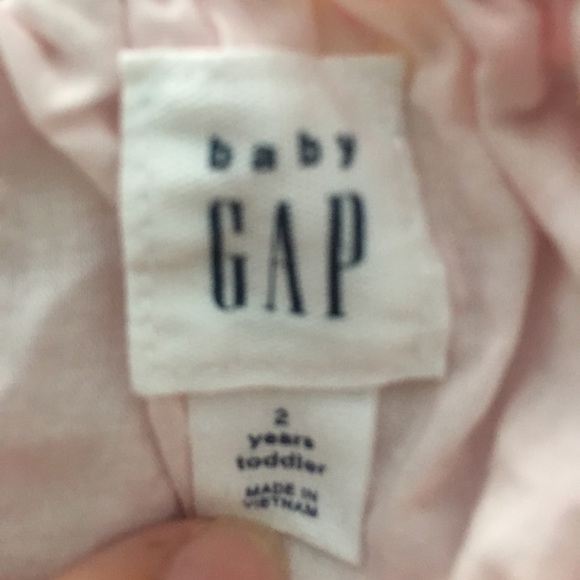 baby
GAP
2
years
toddler
MADE IN
VIETNAM